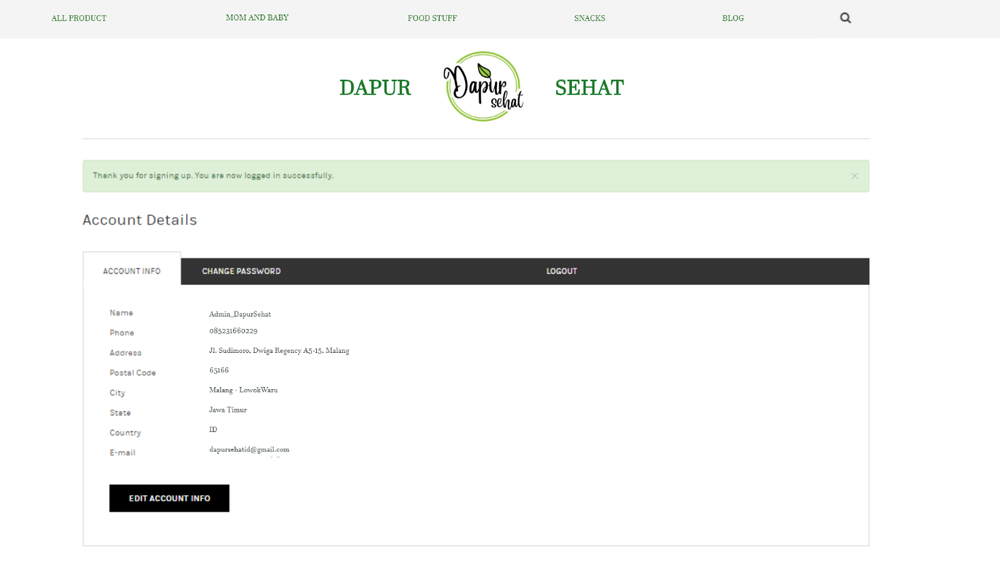 ALL PRODUCT MOM AND BABY FOOD STUFF SNACKS BLOG
DAPUR Dapur sehat SEHAT
Thank you for signing up. You are now logged in successfully. ×
Account Details
ACCOUNT INFO CHANGE PASSWORD LOGOUT
Name Admin_DapurSehat
Phone 085231660229
Address Jl. Sudimoro, Dwiga Regency A5-15, Malang
Postal Code 65166
City Malang - LowokWaru
State Jawa Timur
Country ID
E-mail dapursehatid@gmail.com
EDIT ACCOUNT INFO